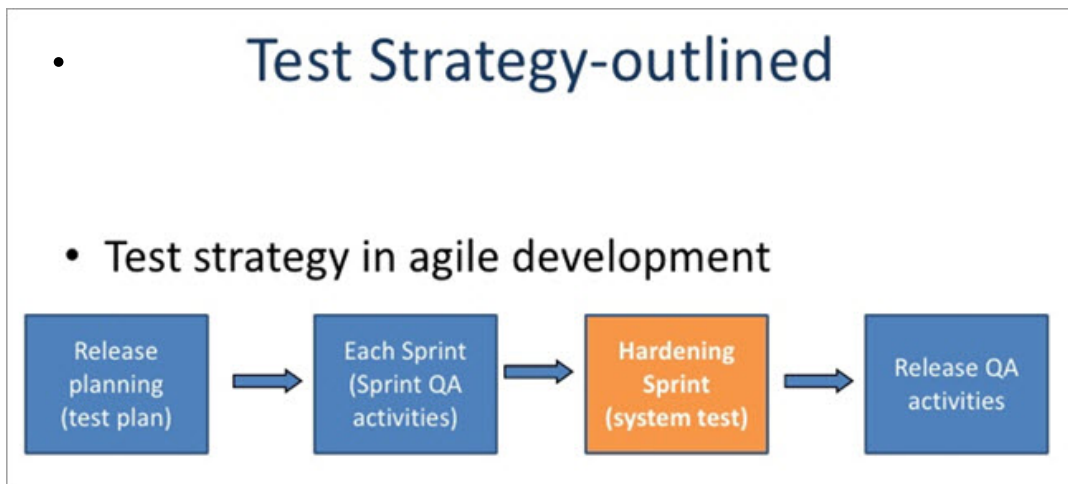 • Test Strategy-outlined
• Test strategy in agile development
Release
planning
(test plan)
Each Sprint
(Sprint QA
activities)
Hardening
Sprint
(system test)
Release QA
activities